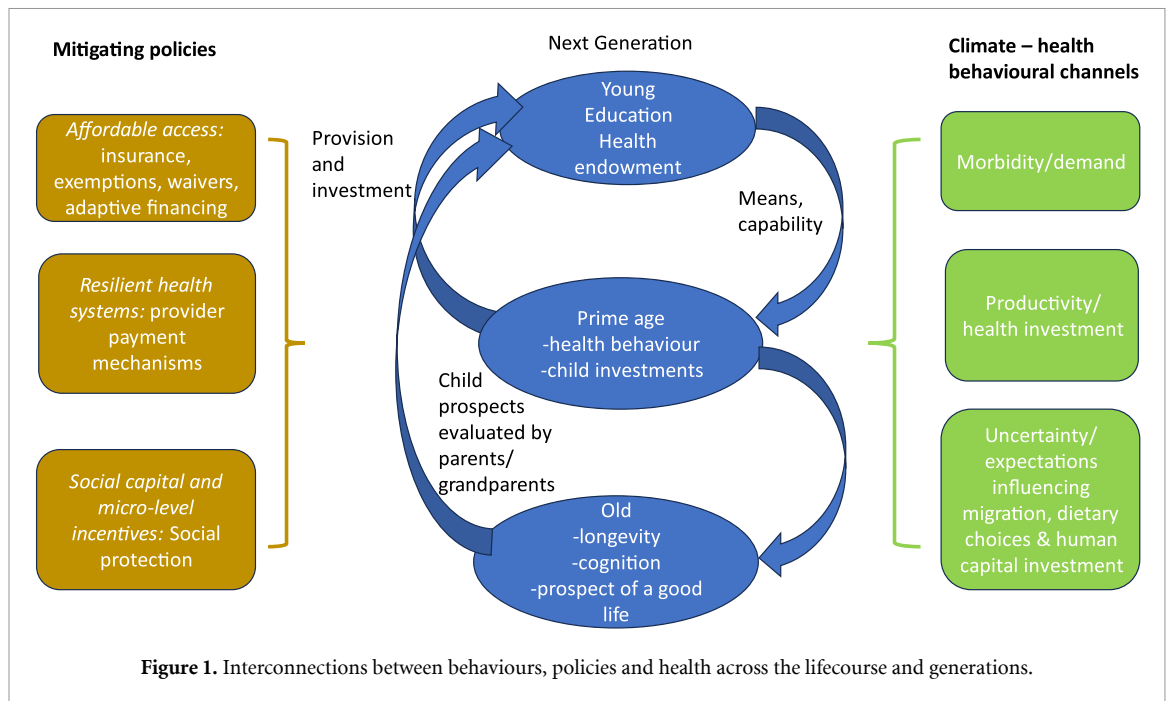 Mitigating policies
Affordable access:
insurance,
exemptions, waivers,
adaptive financing
Resilient health
systems: provider
payment
mechanisms
Social capital and
micro-level
incentives: Social
protection
Next Generation
Provision
and
investment
Young
Education
Health
endowment
Means,
capability
Prime age
-health behaviour
-child investments
Child
prospects
evaluated by
parents/
grandparents
Old
-longevity
-cognition
-prospect of a good
life
Climate – health
behavioural channels
Morbidity/demand
Productivity/
health investment
Uncertainty/
expectations
influencing
migration, dietary
choices & human
capital investment
Figure 1. Interconnections between behaviours, policies and health across the lifecourse and generations.